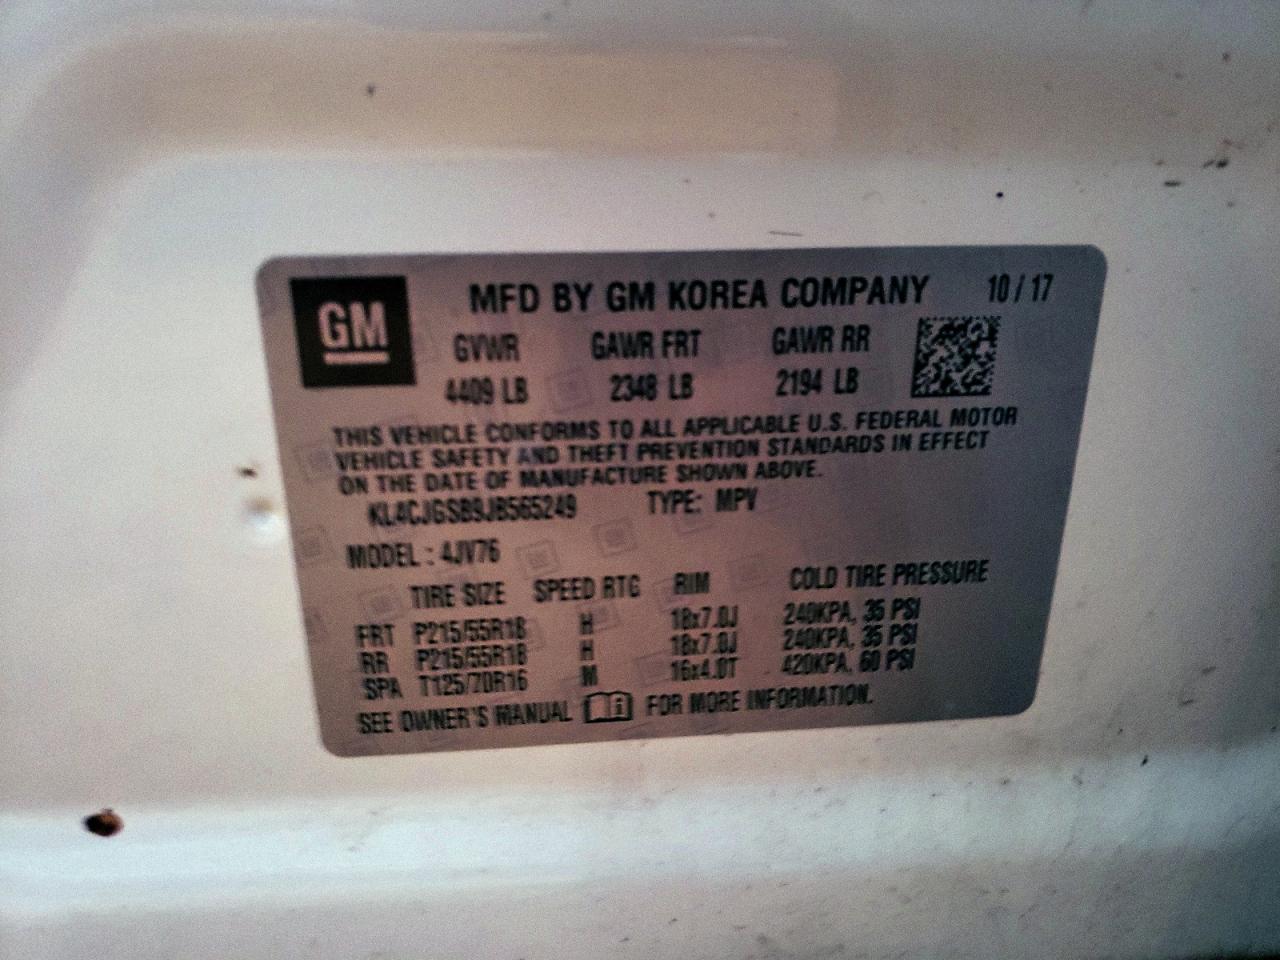 GM
MFD BY GM KOREA COMPANY 10 / 17
GVWR GAWR FRT GAWR RR
4409 LB 2348 LB 2194 LB
THIS VEHICLE CONFORMS TO ALL APPLICABLE U.S. FEDERAL MOTOR
VEHICLE SAFETY AND THEFT PREVENTION STANDARDS IN EFFECT
ON THE DATE OF MANUFACTURE SHOWN ABOVE.
KL4CJGSB9JB565249 TYPE: MPV
MODEL : 4JV76
TIRE SIZE SPEED RTG RIM COLD TIRE PRESSURE
FRT P215/55R18 H 18x7.0J 240KPA, 35 PSI
RR P215/55R18 H 18x7.0J 240KPA, 35 PSI
SPA T125/70R16 M 16x4.0T 420KPA, 60 PSI
SEE OWNER'S MANUAL FOR MORE INFORMATION.